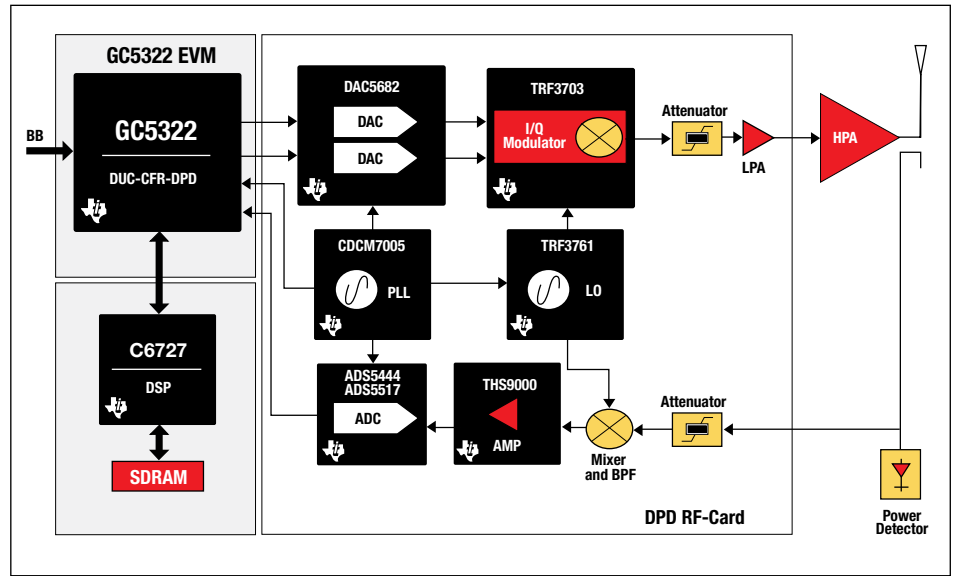 GC5322 EVM
BB
GC5322
DUC-CFR-DPD
C6727
DSP
SDRAM
DAC5682
DAC
DAC
TRF3703
I/Q
Modulator
Attenuator
LPA
HPA
CDCM7005
PLL
TRF3761
LO
ADS5444
ADS5517
ADC
THS9000
AMP
Mixer
and BPF
Attenuator
DPD RF-Card
Power
Detector